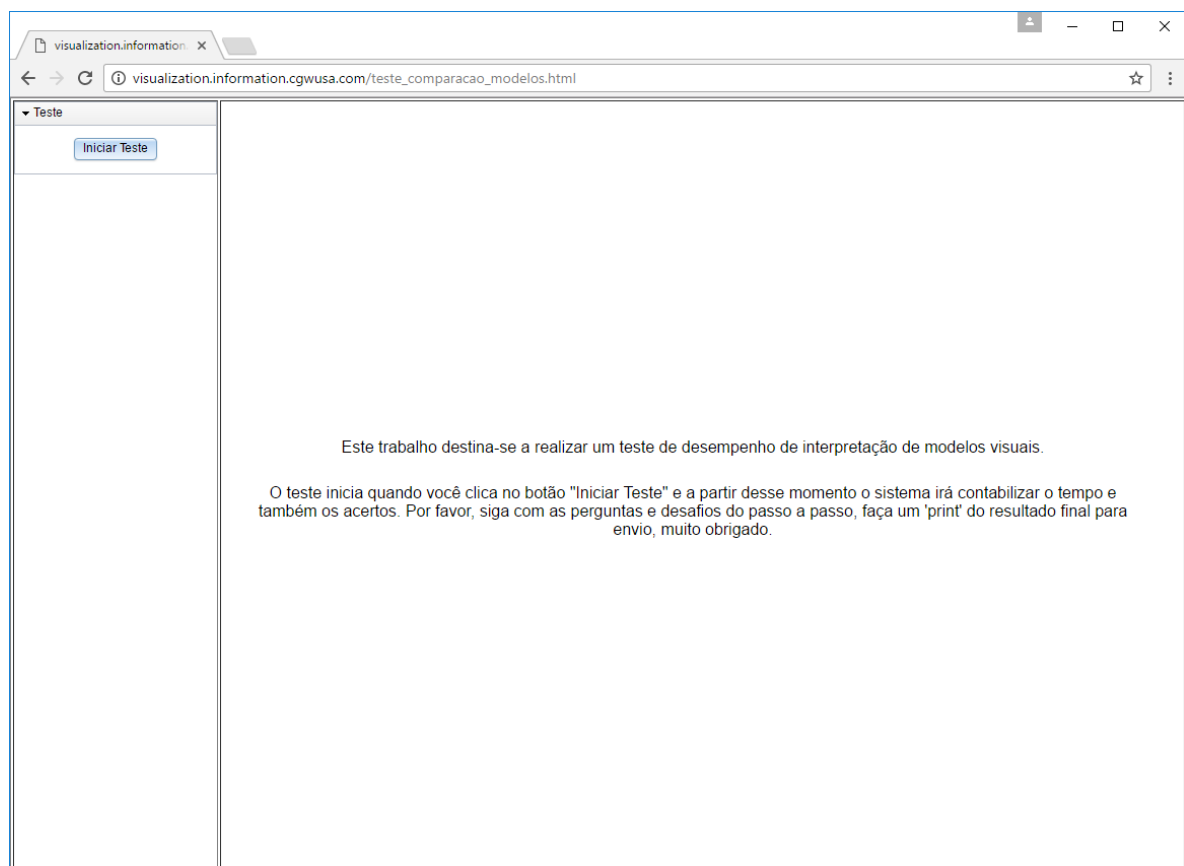 visualization.information.
visualization.information.cgwusa.com/teste_comparacao_modelos.html
Teste
Iniciar Teste
Este trabalho destina-se a realizar um teste de desempenho de interpretação de modelos visuais.
O teste inicia quando você clica no botão "Iniciar Teste" e a partir desse momento o sistema irá contabilizar o tempo e
também os acertos. Por favor, siga com as perguntas e desafios do passo a passo, faça um 'print' do resultado final para
envio, muito obrigado.